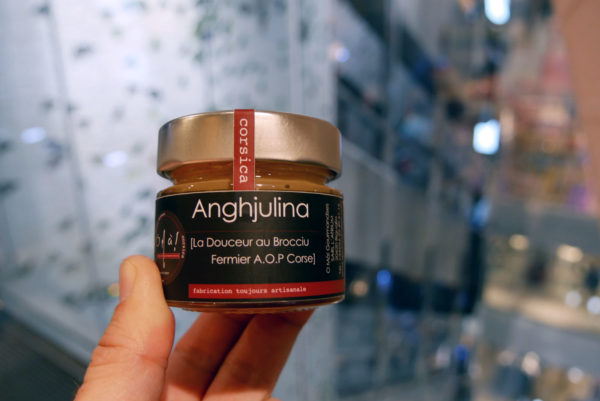 corsica
Anghjulina
[La Douceur au Brocciu
Fermier A.O.P Corse]
fabrication toujours artisanale